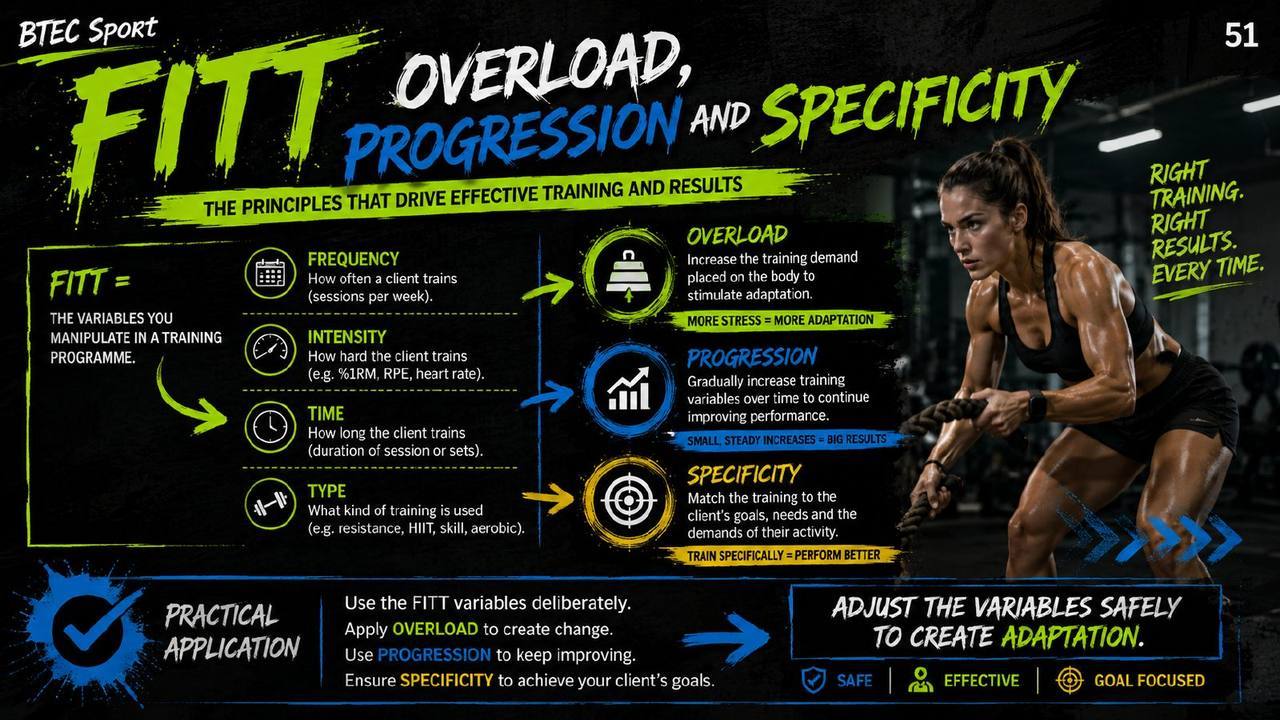 BTEC Sport
51
FITT OVERLOAD,
PROGRESSION AND SPECIFICITY
THE PRINCIPLES THAT DRIVE EFFECTIVE TRAINING AND RESULTS
RIGHT
TRAINING.
RIGHT
RESULTS.
EVERY TIME.
FITT =
THE VARIABLES YOU
MANIPULATE IN A TRAINING
PROGRAMME.
FREQUENCY
How often a client trains
(sessions per week).
INTENSITY
How hard the client trains
(e.g. %1RM, RPE, heart rate).
TIME
How long the client trains
(duration of session or sets).
TYPE
What kind of training is used
(e.g. resistance, HIIT, skill, aerobic).
OVERLOAD
Increase the training demand
placed on the body to
stimulate adaptation.
MORE STRESS = MORE ADAPTATION
PROGRESSION
Gradually increase training
variables over time to continue
improving performance.
SMALL, STEADY INCREASES = BIG RESULTS
SPECIFICITY
Match the training to the
client's goals, needs and the
demands of their activity.
TRAIN SPECIFICALLY = PERFORM BETTER
PRACTICAL
APPLICATION
Use the FITT variables deliberately.
Apply OVERLOAD to create change.
Use PROGRESSION to keep improving.
Ensure SPECIFICITY to achieve your client's goals.
ADJUST THE VARIABLES SAFELY
TO CREATE ADAPTATION.
SAFE
EFFECTIVE
GOAL FOCUSED